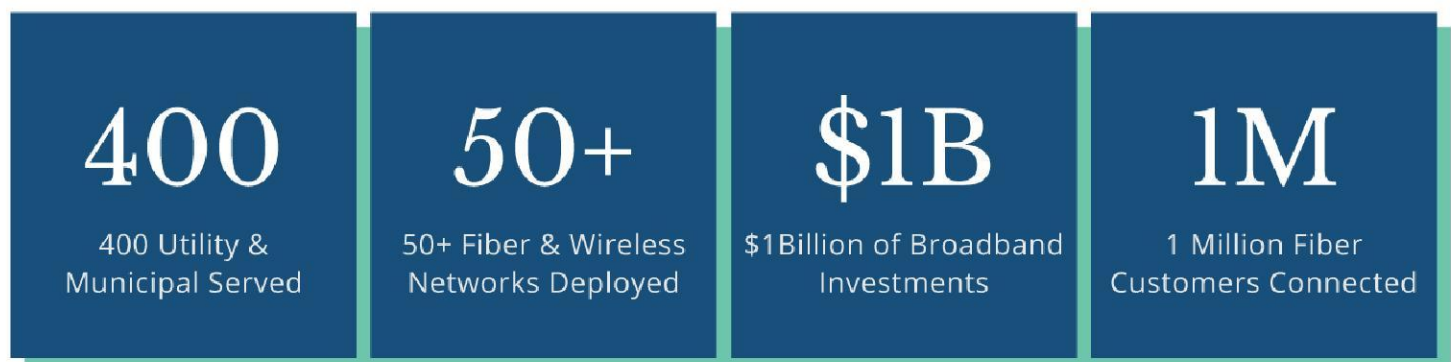 400
400 Utility &
Municipal Served
50+
50+ Fiber & Wireless
Networks Deployed
$1B
$1Billion of Broadband
Investments
1M
1 Million Fiber
Customers Connected